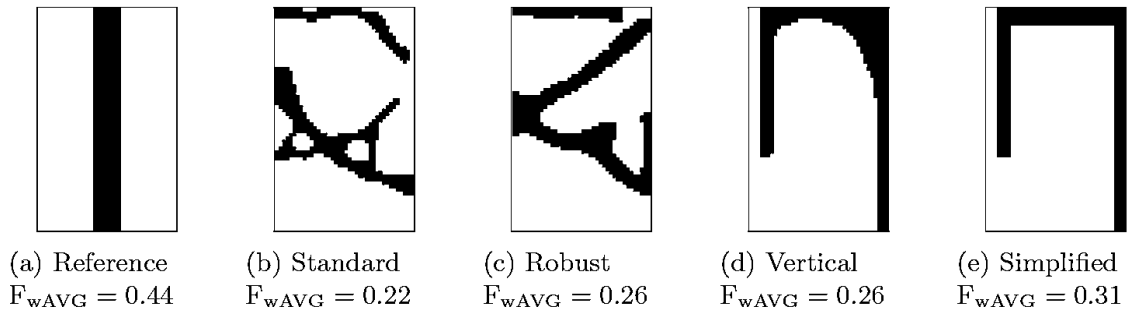 (a) Reference
F_wAVG = 0.44
(b) Standard
F_wAVG = 0.22
(c) Robust
F_wAVG = 0.26
(d) Vertical
F_wAVG = 0.26
(e) Simplified
F_wAVG = 0.31